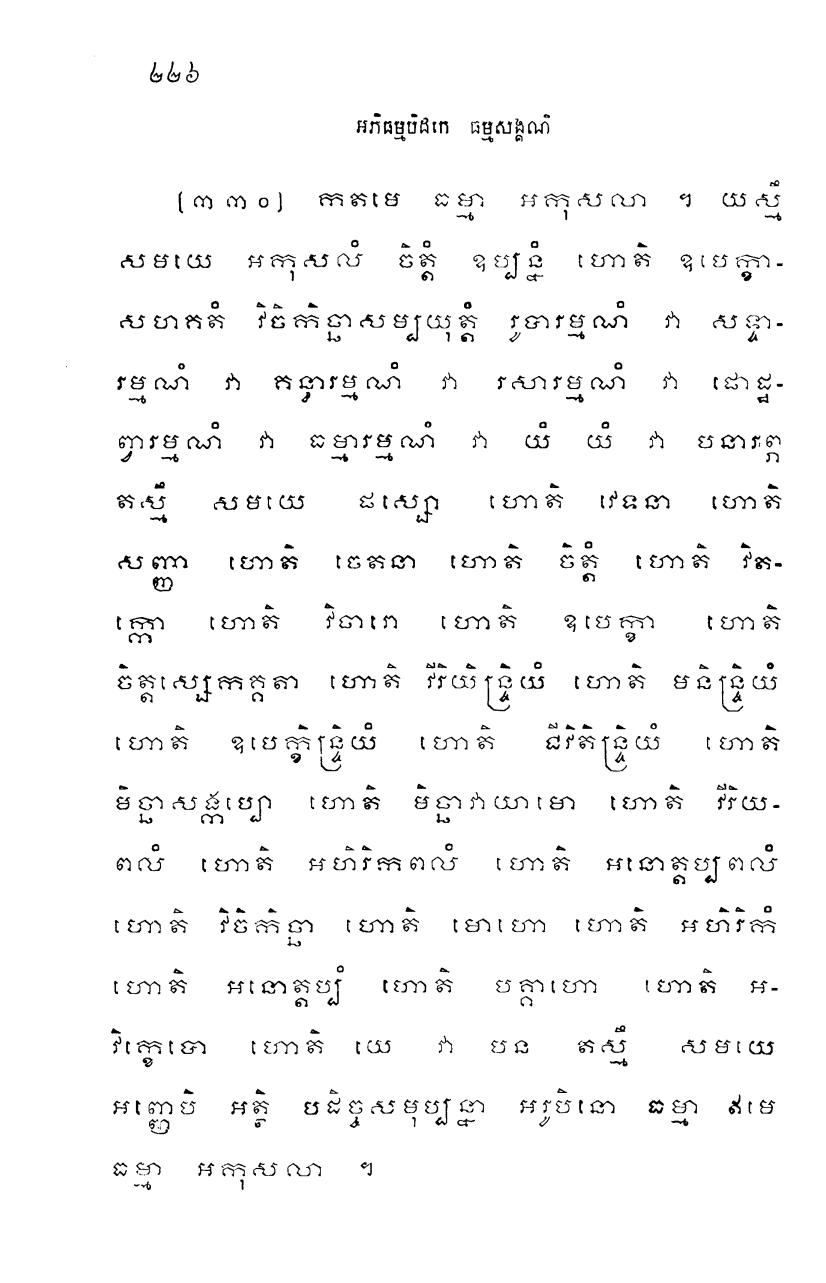 ២២៦
អភិធម្មបិដកេ ធម្មសង្គណិ
[៣៣០] កតមេ ធម្មា អកុសលា ។ យស្មឹ
សមយេ អកុសលំ ចិត្តំ ឧប្បន្នំ ហោតិ ឧបេក្ខា-
សហគតំ វិចិកិច្ឆាសម្បយុត្តំ រូបារម្មណំ វា សទ្ទា-
រម្មណំ វា គន្ធារម្មណំ វា រសារម្មណំ វា ផោដ្ឋ-
ព្វារម្មណំ វា ធម្មារម្មណំ វា យំ យំ វា បនារព្ភ
តស្មឹ សមយេ ផស្សោ ហោតិ វេទនា ហោតិ
សញ្ញា ហោតិ ចេតនា ហោតិ ចិត្តំ ហោតិ វិត-
ក្កោ ហោតិ វិចារោ ហោតិ ឧបេក្ខា ហោតិ
ចិត្តស្សេកគ្គតា ហោតិ វីរិយិន្ទ្រិយំ ហោតិ មនិន្ទ្រិយំ
ហោតិ ឧបេក្ខិន្ទ្រិយំ ហោតិ ជីវិតិន្ទ្រិយំ ហោតិ
មិច្ឆាសង្កប្បោ ហោតិ មិច្ឆាវាយាមោ ហោតិ វីរិយ-
ពលំ ហោតិ អហិរិកពលំ ហោតិ អនោត្តប្បពលំ
ហោតិ វិចិកិច្ឆា ហោតិ មោហោ ហោតិ អហិរិកំ
ហោតិ អនោត្តប្បំ ហោតិ បគ្គាហោ ហោតិ អ-
វិក្ខេបោ ហោតិ យេ វា បន តស្មឹ សមយេ
អញ្ញេបិ អត្ថិ បដិច្ចសមុប្បន្នា អរូបិនោ ធម្មា ឥមេ
ធម្មា អកុសលា ។